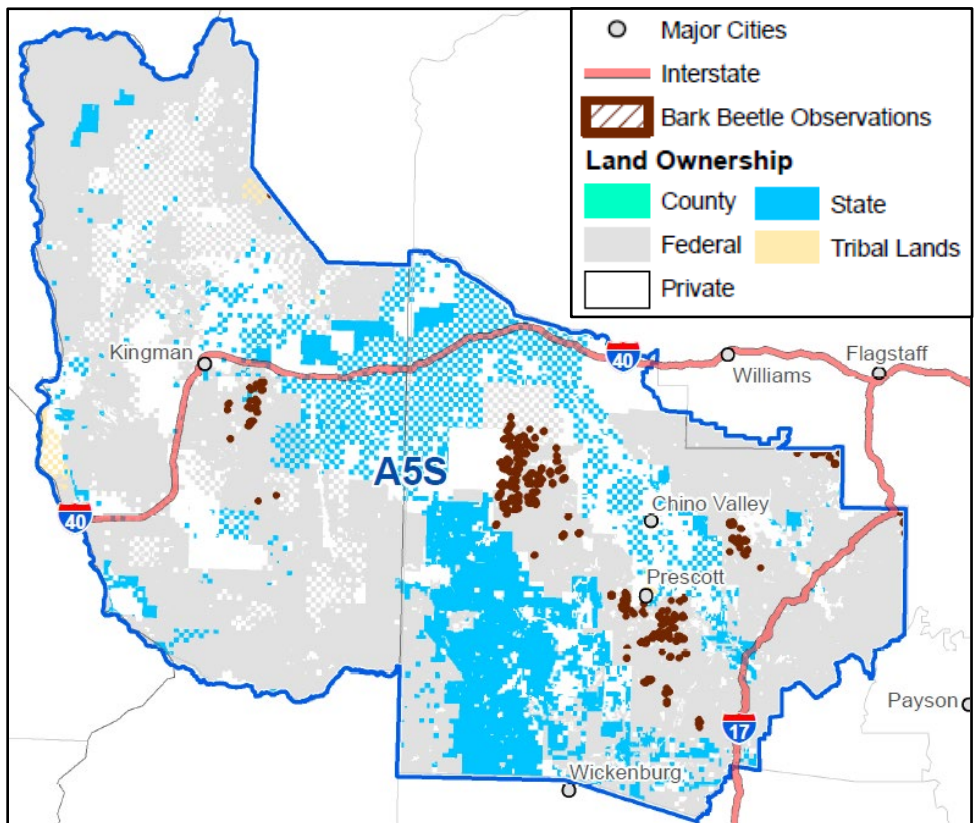 Major Cities
Interstate
Bark Beetle Observations
Land Ownership
County
State
Federal
Tribal Lands
Private
Kingman
40
Williams
Flagstaff
A5S
40
Chino Valley
Prescott
Payson
17
Wickenburg